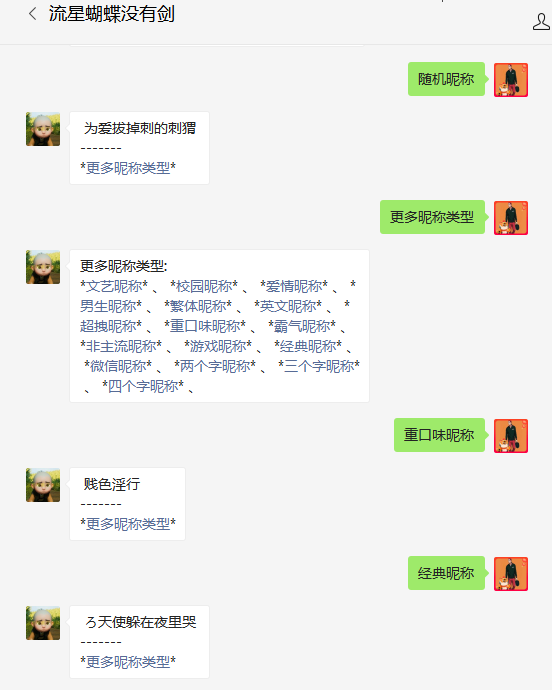 流星蝴蝶没有剑
随机昵称
为爱拔掉刺的刺猬
-------
*更多昵称类型*
更多昵称类型
更多昵称类型:
*文艺昵称* 、 *校园昵称* 、 *爱情昵称* 、 *
男生昵称* 、 *繁体昵称* 、 *英文昵称* 、 *
超拽昵称* 、 *重口味昵称* 、 *霸气昵称* 、
*非主流昵称* 、 *游戏昵称* 、 *经典昵称* 、
*微信昵称* 、 *两个字昵称* 、 *三个字昵称*
、 *四个字昵称* 、
重口味昵称
贱色淫行
-------
*更多昵称类型*
经典昵称
ろ天使躲在夜里哭
-------
*更多昵称类型*